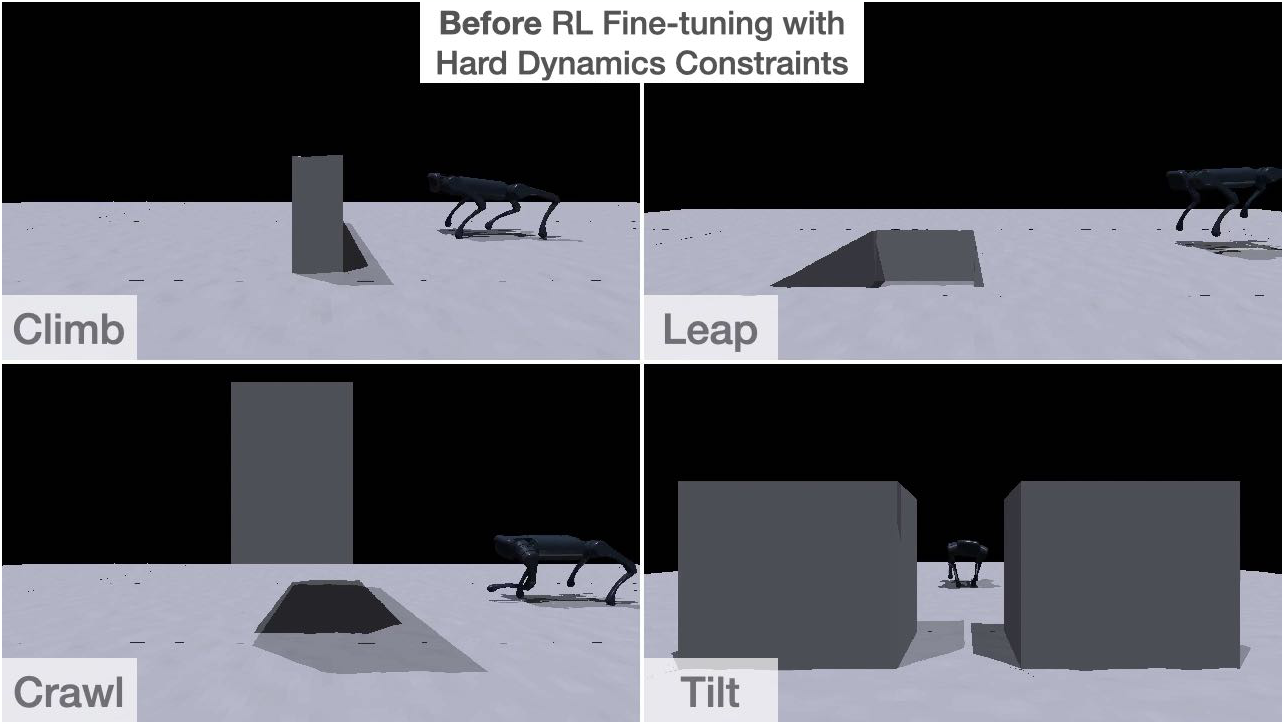 Before RL Fine-tuning with
Hard Dynamics Constraints
Climb
Leap
Crawl
Tilt